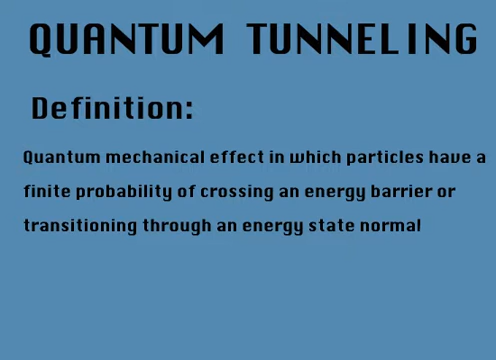 QUANTUM TUNNELING
Definition:
Quantum mechanical effect in which particles have a
finite probability of crossing an energy barrier or
transitioning through an energy state normal